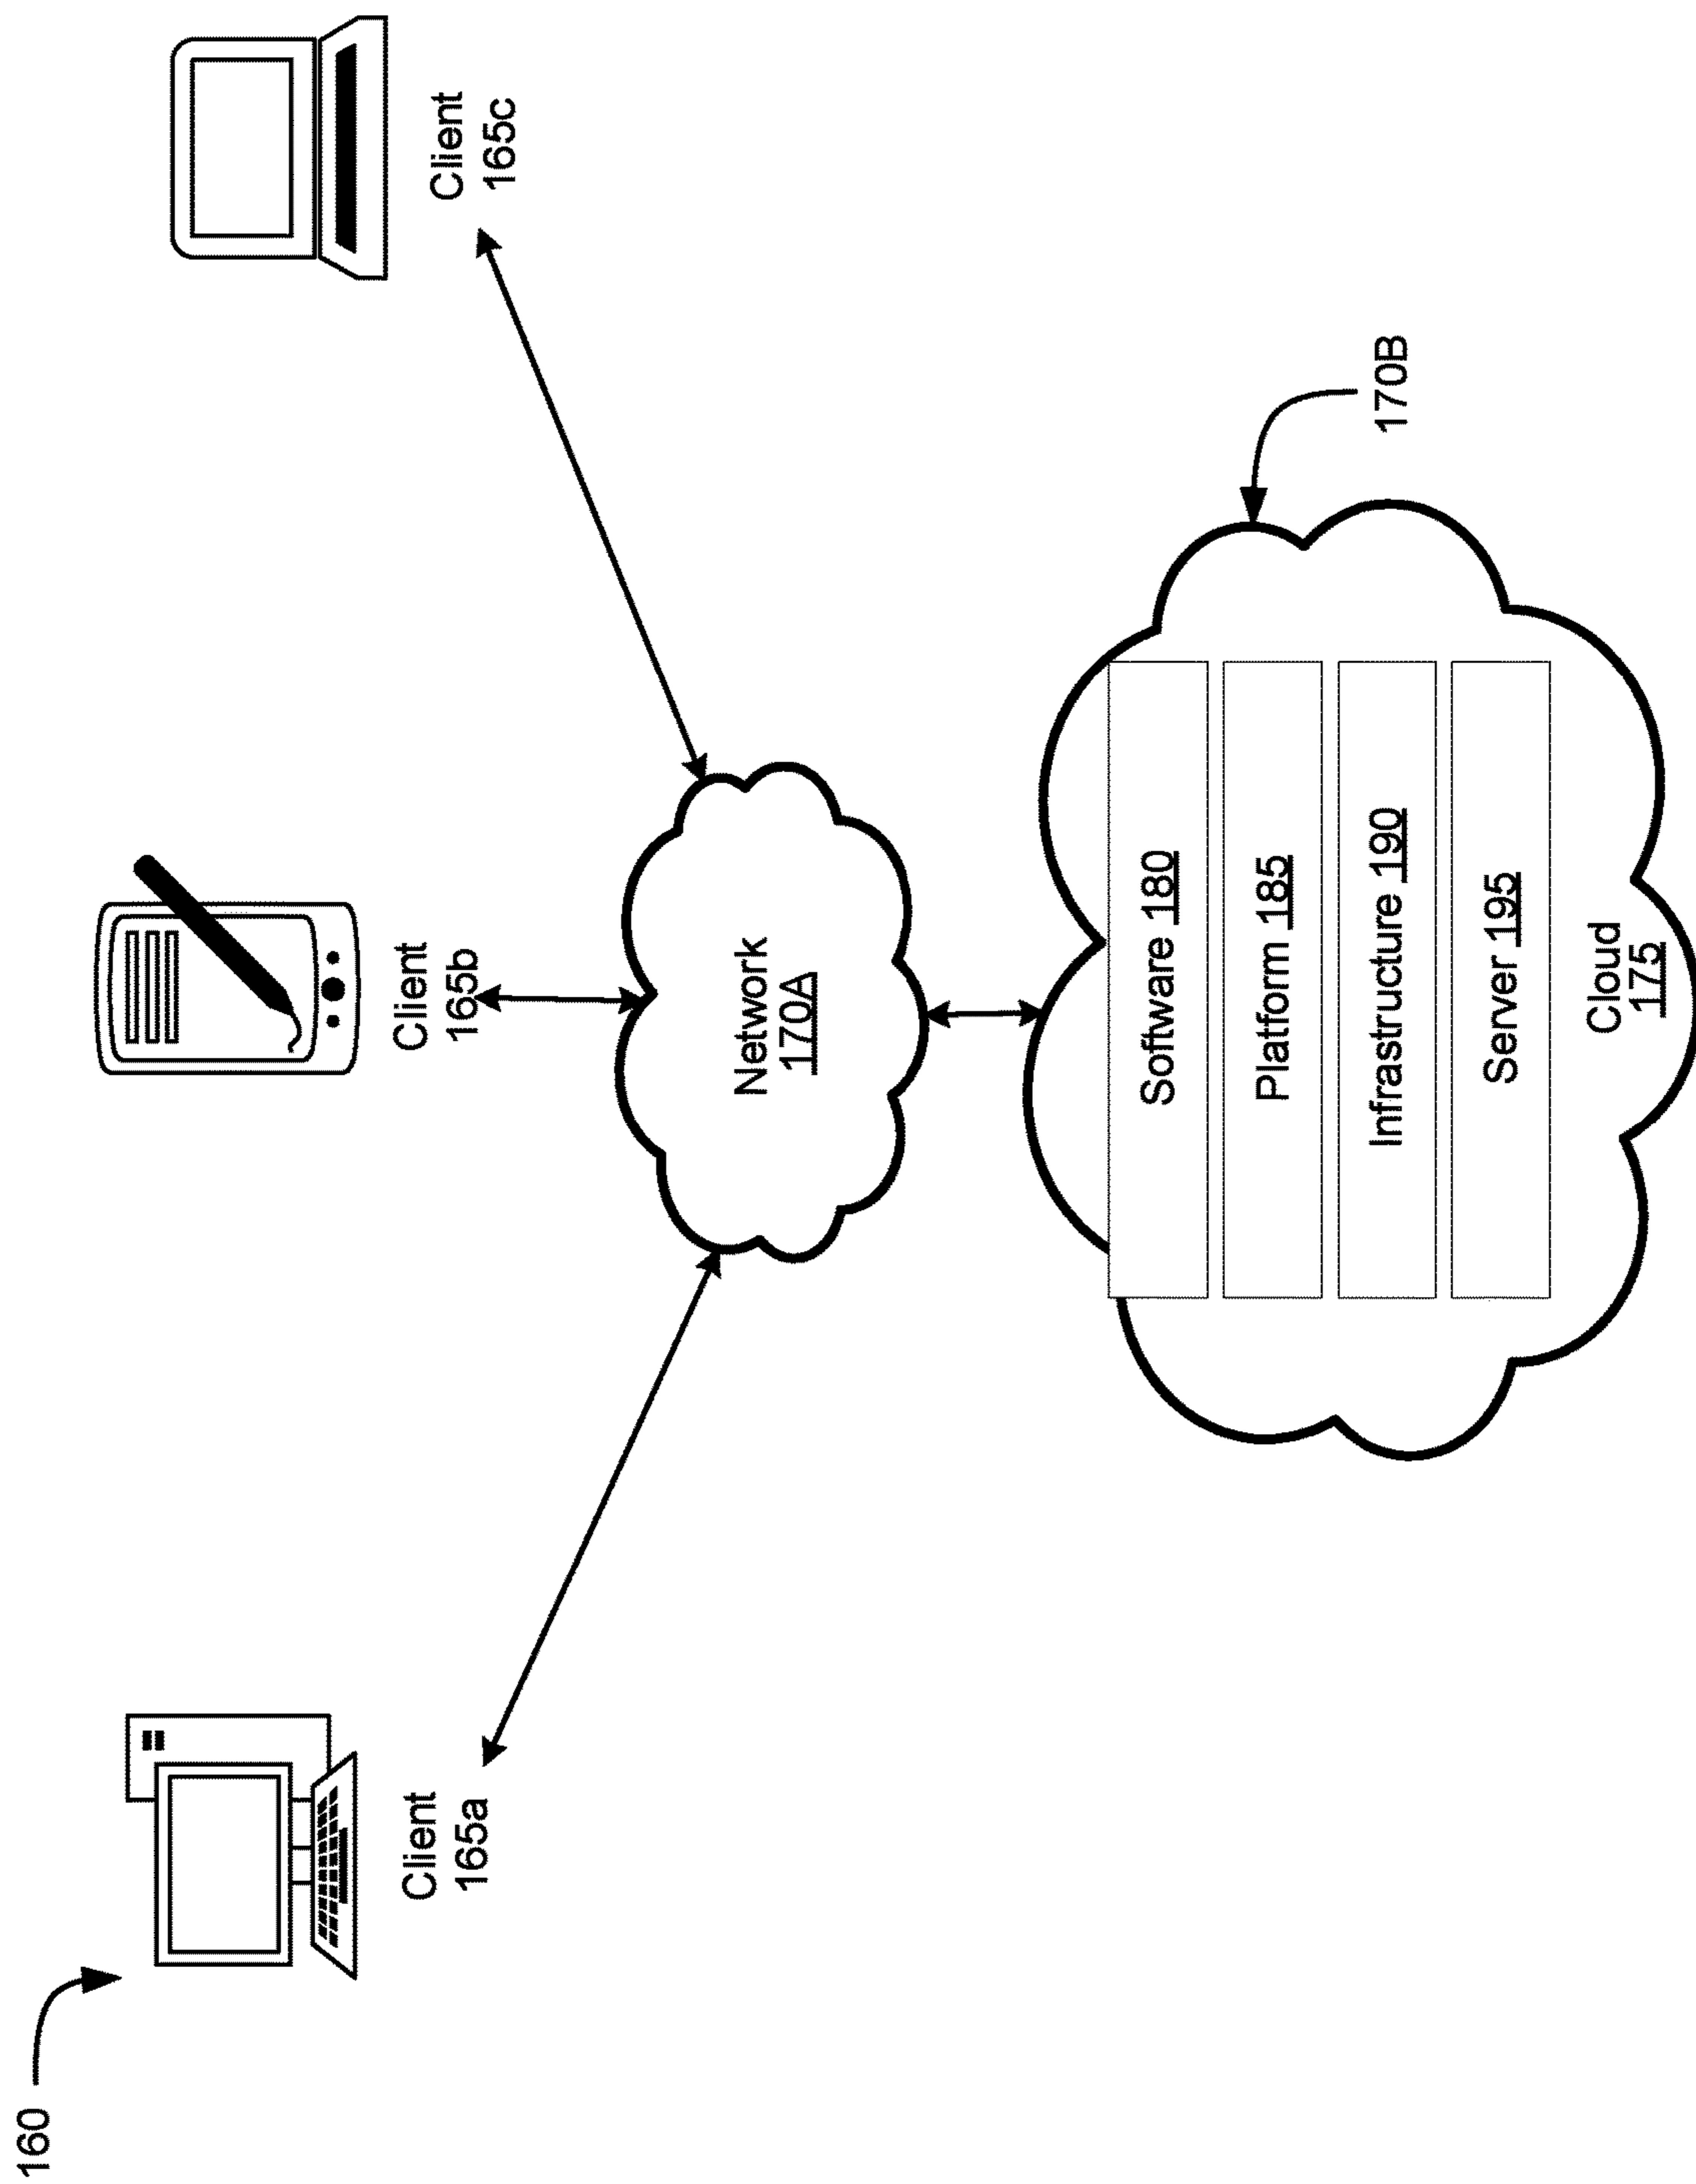 160
Client
165a
Client
165b
Client
165c
Network
170A
170B
Software 180
Platform 185
Infrastructure 190
Server 195
Cloud
175